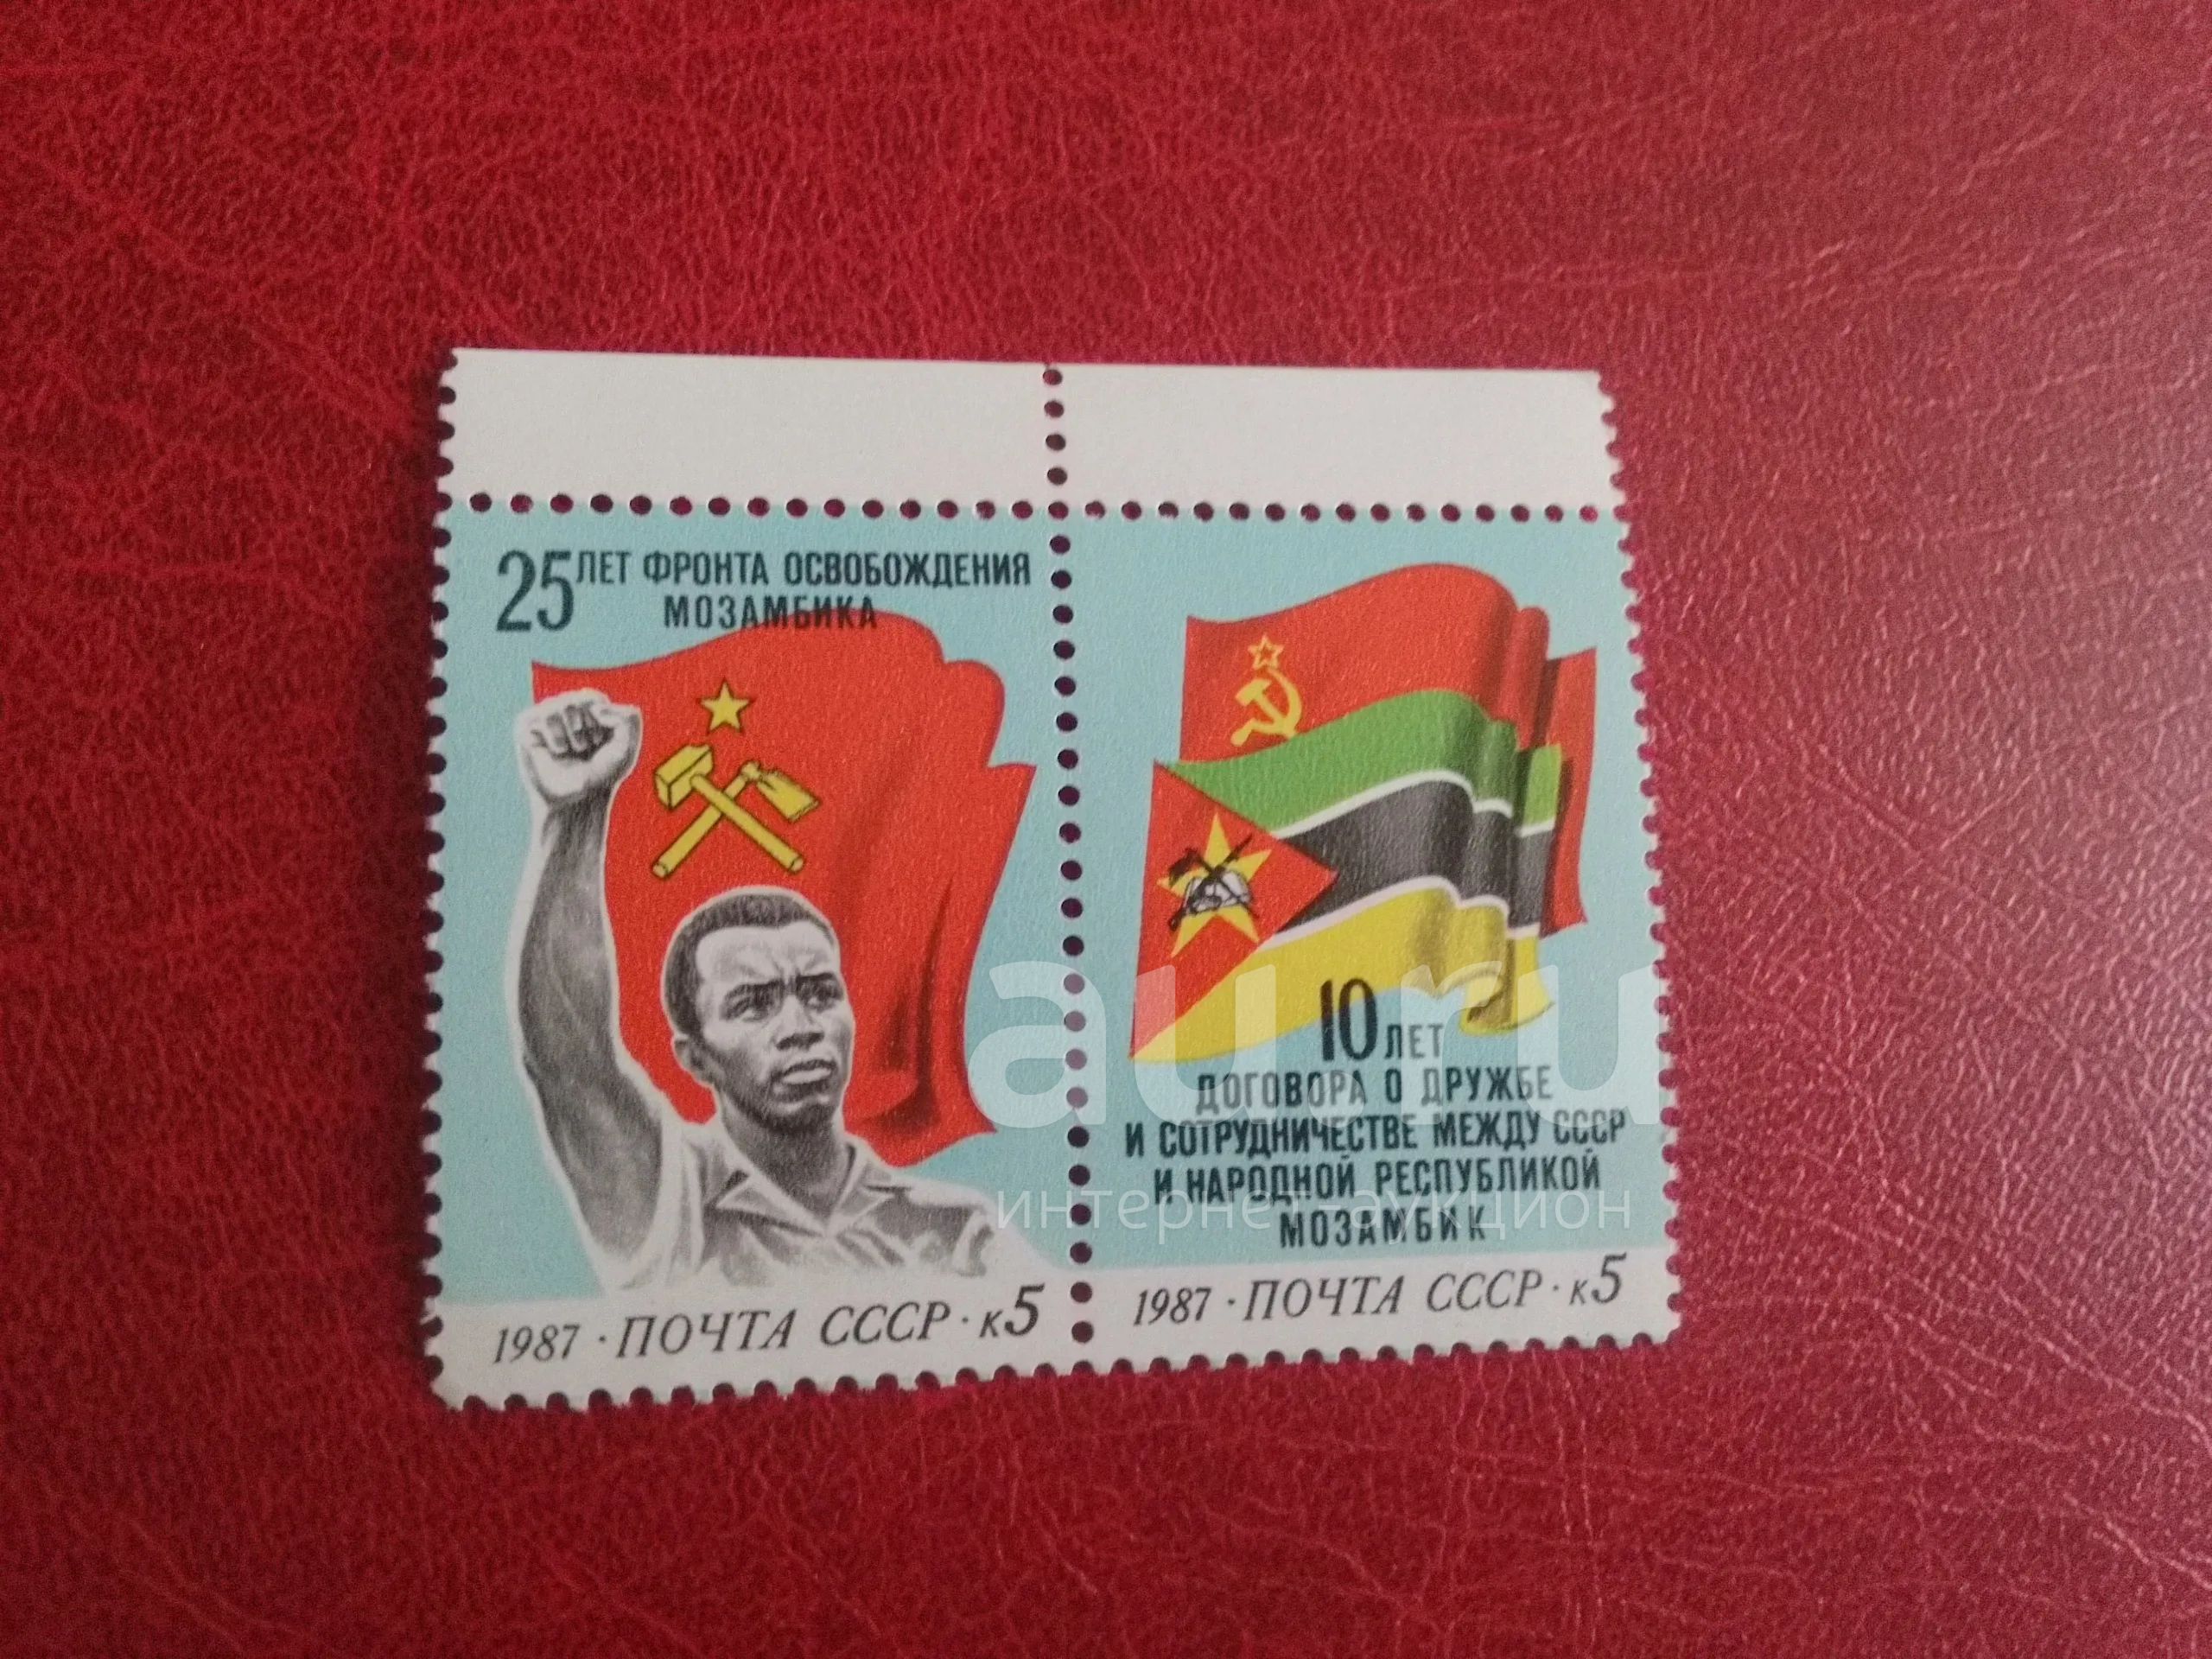 25 ЛЕТ ФРОНТА ОСВОБОЖДЕНИЯ
МОЗАМБИКА
1987 · ПОЧТА СССР · к5
10 ЛЕТ
ДОГОВОРА О ДРУЖБЕ
И СОТРУДНИЧЕСТВЕ МЕЖДУ СССР
И НАРОДНОЙ РЕСПУБЛИКОЙ
МОЗАМБИК
1987 · ПОЧТА СССР · к5
au.ru
интернет-аукцион